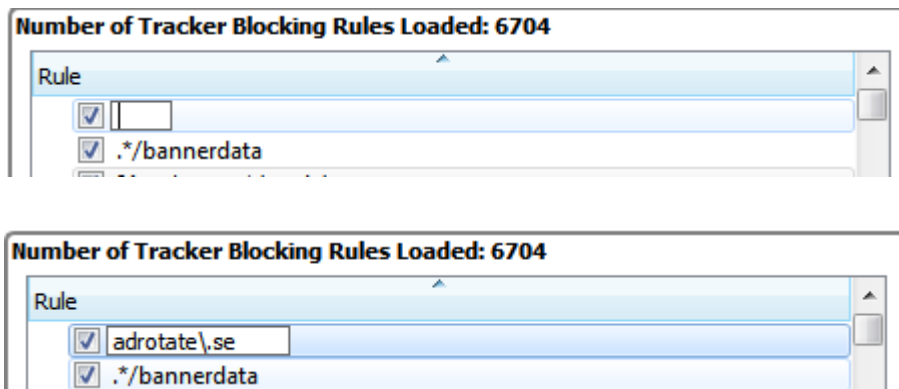 Number of Tracker Blocking Rules Loaded: 6704
Rule
.*/bannerdata
Number of Tracker Blocking Rules Loaded: 6704
Rule
adrotate\.se
.*/bannerdata